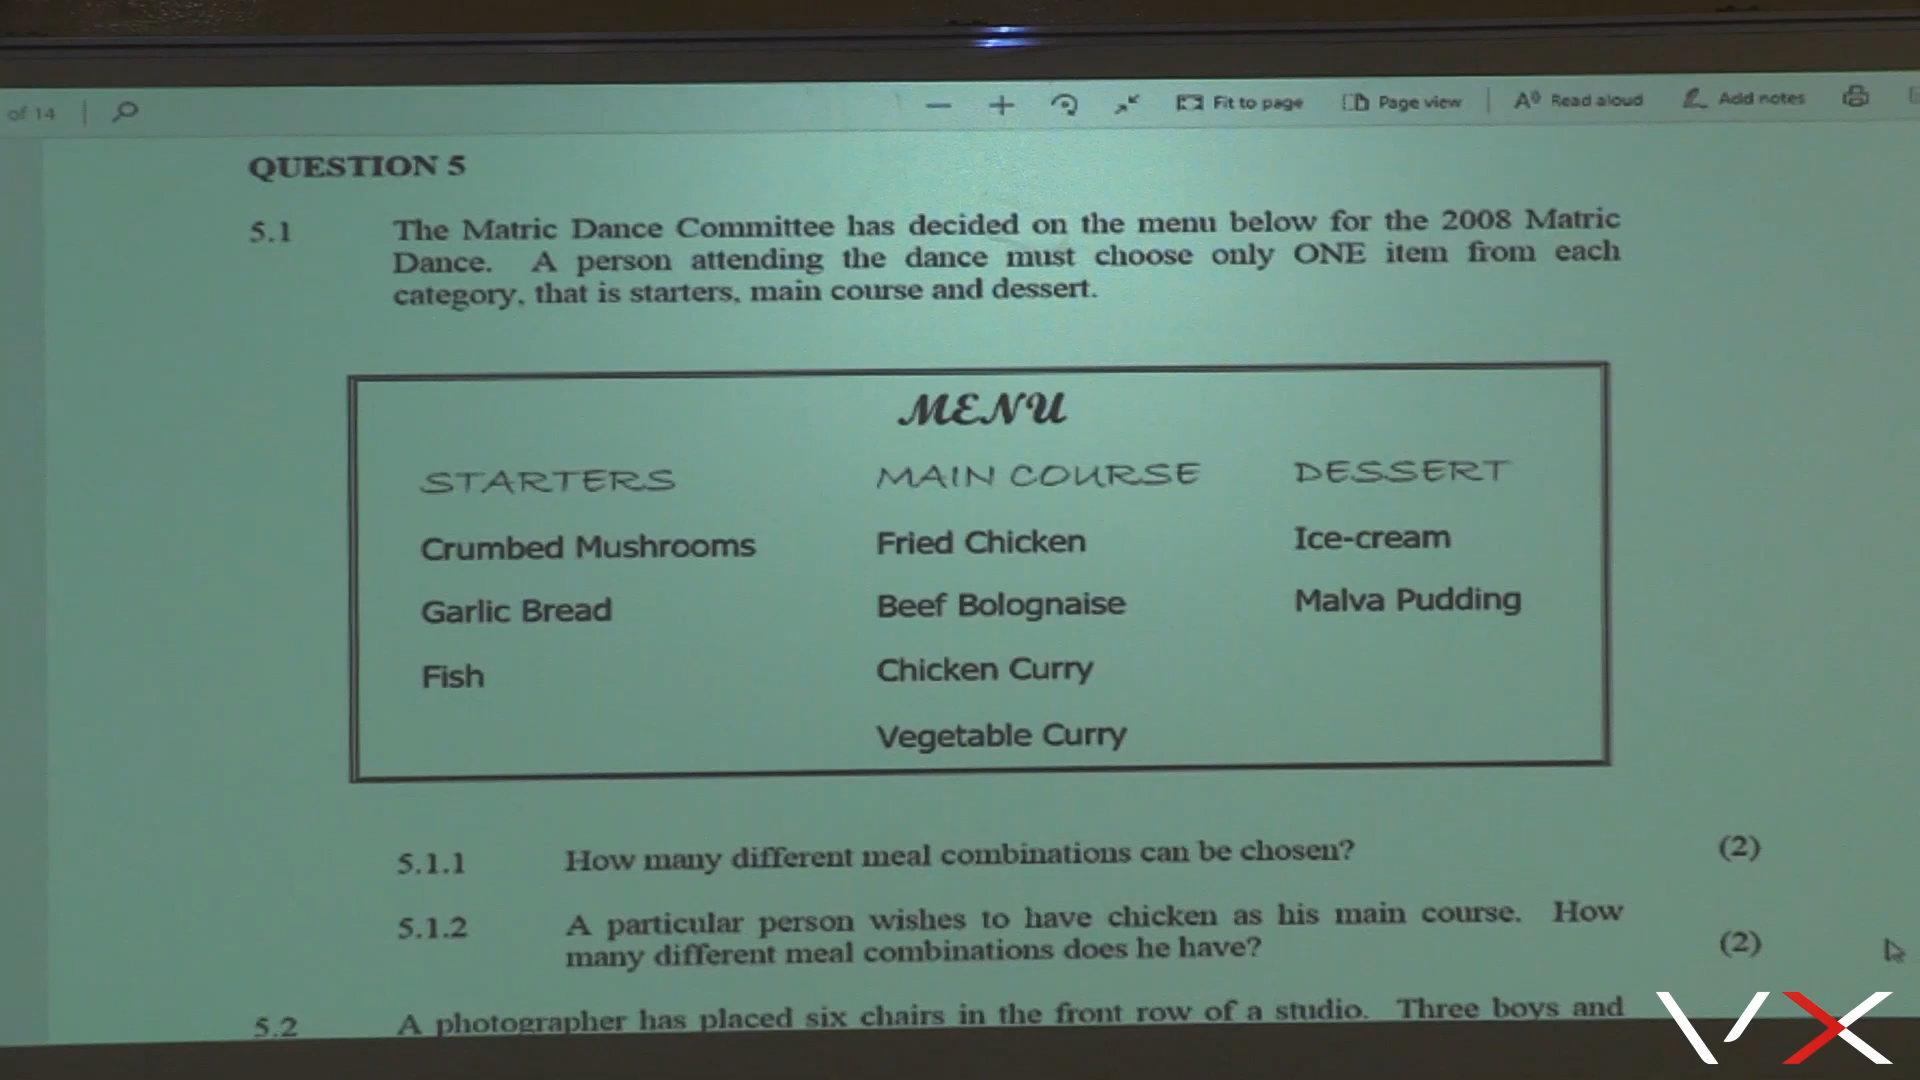 of 14
Fit to page
Page view
Read aloud
Add notes
QUESTION 5
5.1 The Matric Dance Committee has decided on the menu below for the 2008 Matric
Dance. A person attending the dance must choose only ONE item from each
category, that is starters, main course and dessert.
MENU
STARTERS MAIN COURSE DESSERT
Crumbed Mushrooms Fried Chicken Ice-cream
Garlic Bread Beef Bolognaise Malva Pudding
Fish Chicken Curry
Vegetable Curry
5.1.1 How many different meal combinations can be chosen? (2)
5.1.2 A particular person wishes to have chicken as his main course. How
many different meal combinations does he have? (2)
5.2 A photographer has placed six chairs in the front row of a studio. Three boys and
VX